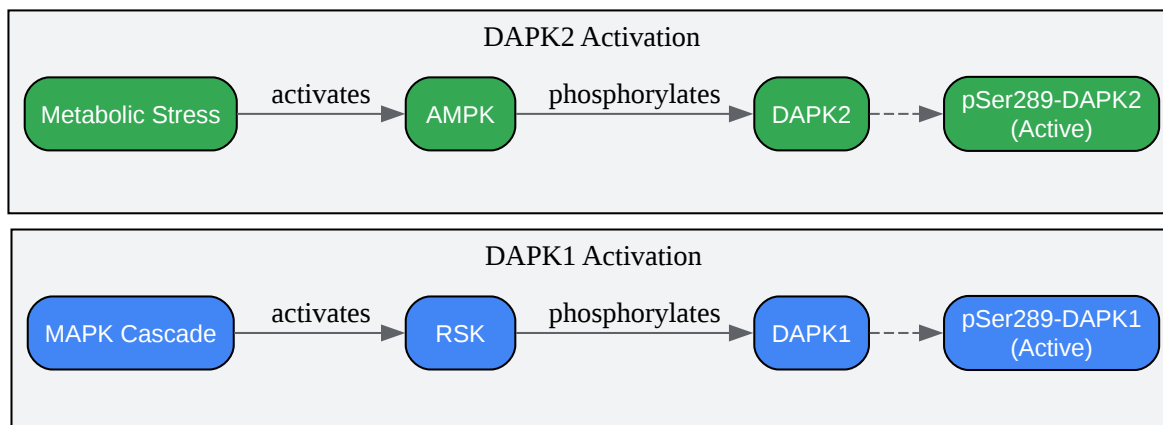 DAPK2 Activation
activates
phosphorylates
Metabolic Stress
AMPK
DAPK2
pSer289-DAPK2
(Active)
DAPK1 Activation
activates
phosphorylates
MAPK Cascade
RSK
DAPK1
pSer289-DAPK1
(Active)